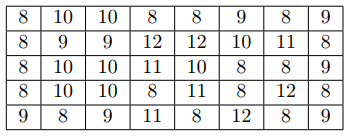 8 10 10 8 8 9 8 9
8 9 9 12 12 10 11 8
8 10 10 11 10 8 8 9
8 10 10 8 11 8 12 8
9 8 9 11 8 12 8 9